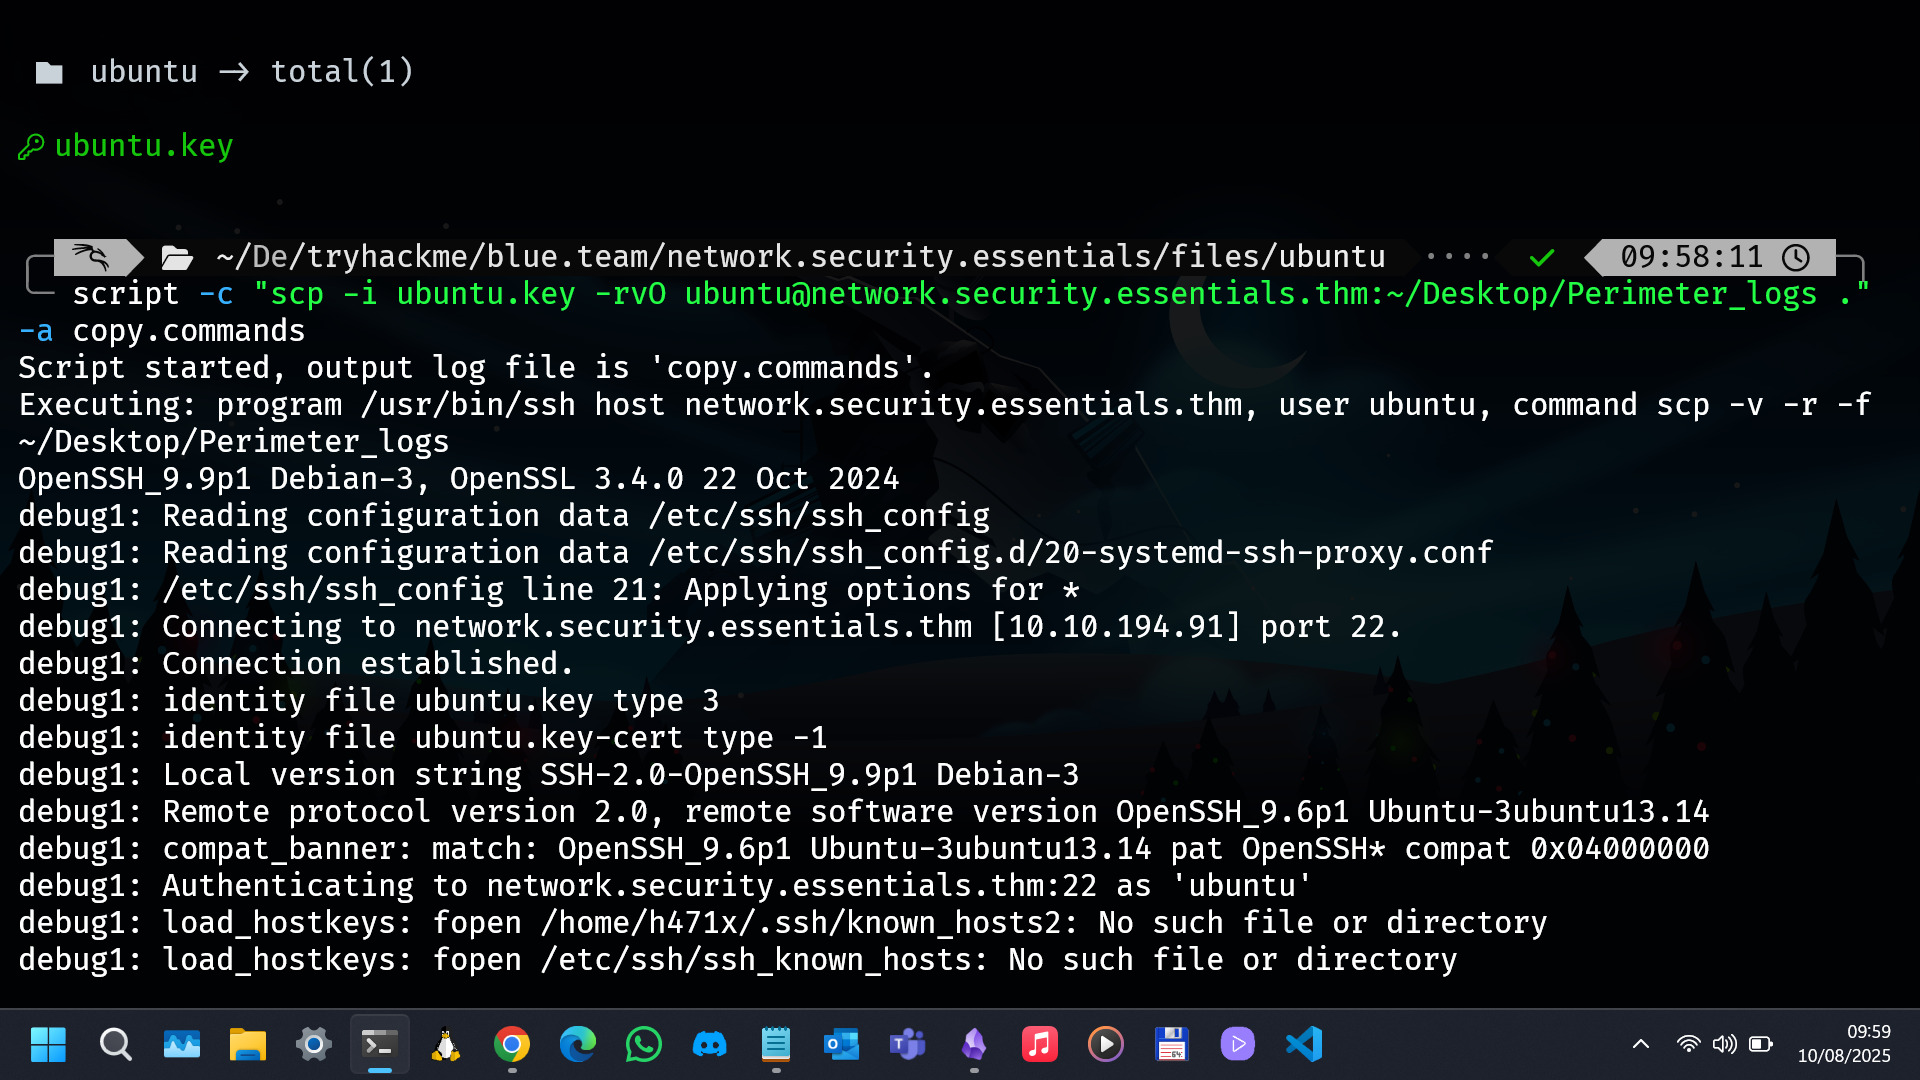 ubuntu → total(1)
ubuntu.key
~/De/tryhackme/blue.team/network.security.essentials/files/ubuntu ···· ✓ 09:58:11
script -c "scp -i ubuntu.key -rvO ubuntu@network.security.essentials.thm:~/Desktop/Perimeter_logs ."
-a copy.commands
Script started, output log file is 'copy.commands'.
Executing: program /usr/bin/ssh host network.security.essentials.thm, user ubuntu, command scp -v -r -f
~/Desktop/Perimeter_logs
OpenSSH_9.9p1 Debian-3, OpenSSL 3.4.0 22 Oct 2024
debug1: Reading configuration data /etc/ssh/ssh_config
debug1: Reading configuration data /etc/ssh/ssh_config.d/20-systemd-ssh-proxy.conf
debug1: /etc/ssh/ssh_config line 21: Applying options for *
debug1: Connecting to network.security.essentials.thm [10.10.194.91] port 22.
debug1: Connection established.
debug1: identity file ubuntu.key type 3
debug1: identity file ubuntu.key-cert type -1
debug1: Local version string SSH-2.0-OpenSSH_9.9p1 Debian-3
debug1: Remote protocol version 2.0, remote software version OpenSSH_9.6p1 Ubuntu-3ubuntu13.14
debug1: compat_banner: match: OpenSSH_9.6p1 Ubuntu-3ubuntu13.14 pat OpenSSH* compat 0x04000000
debug1: Authenticating to network.security.essentials.thm:22 as 'ubuntu'
debug1: load_hostkeys: fopen /home/h471x/.ssh/known_hosts2: No such file or directory
debug1: load_hostkeys: fopen /etc/ssh/ssh_known_hosts: No such file or directory
09:59
10/08/2025